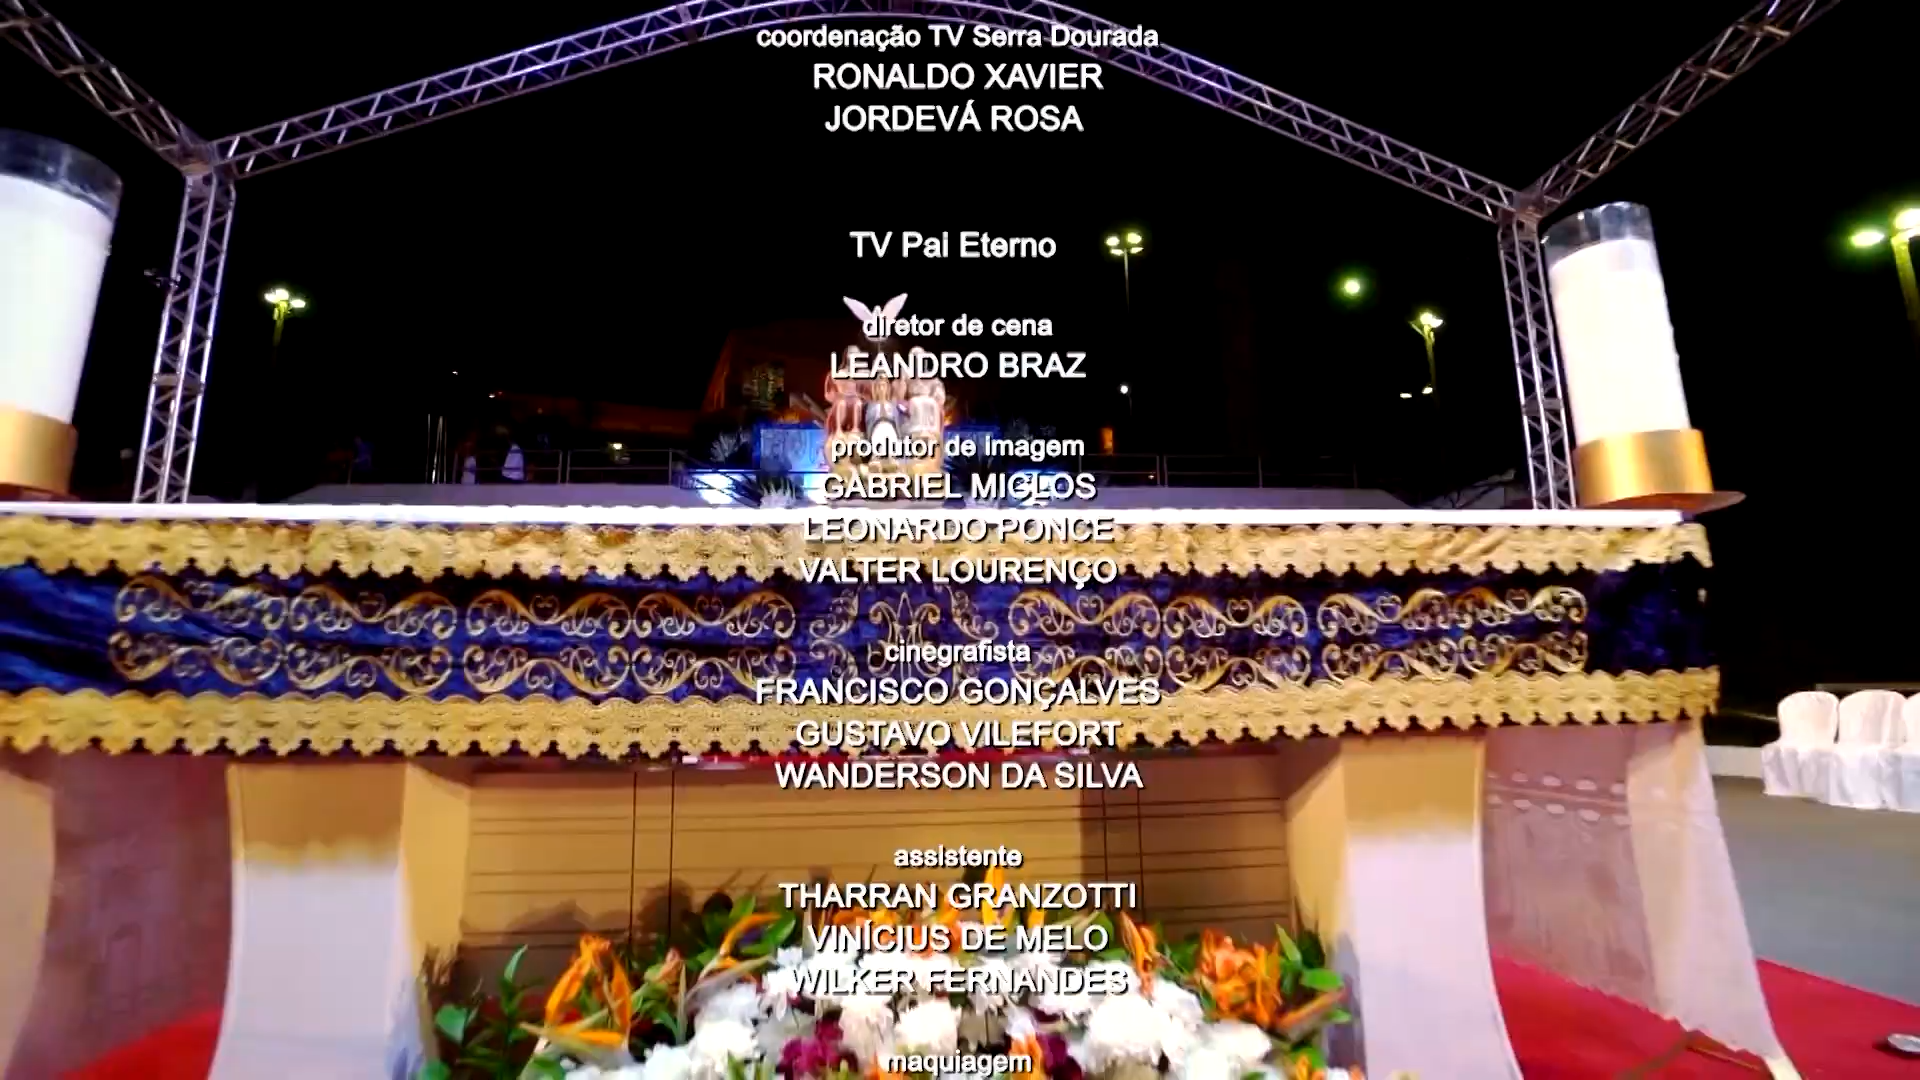 coordenação TV Serra Dourada
RONALDO XAVIER
JORDEVÁ ROSA
TV Pai Eterno
diretor de cena
LEANDRO BRAZ
produtor de imagem
GABRIEL MIGLOS
LEONARDO PONCE
VALTER LOURENÇO
cinegrafista
FRANCISCO GONÇALVES
GUSTAVO VILEFORT
WANDERSON DA SILVA
assistente
THARRAN GRANZOTTI
VINÍCIUS DE MELO
WILKER FERNANDES
maquiagem